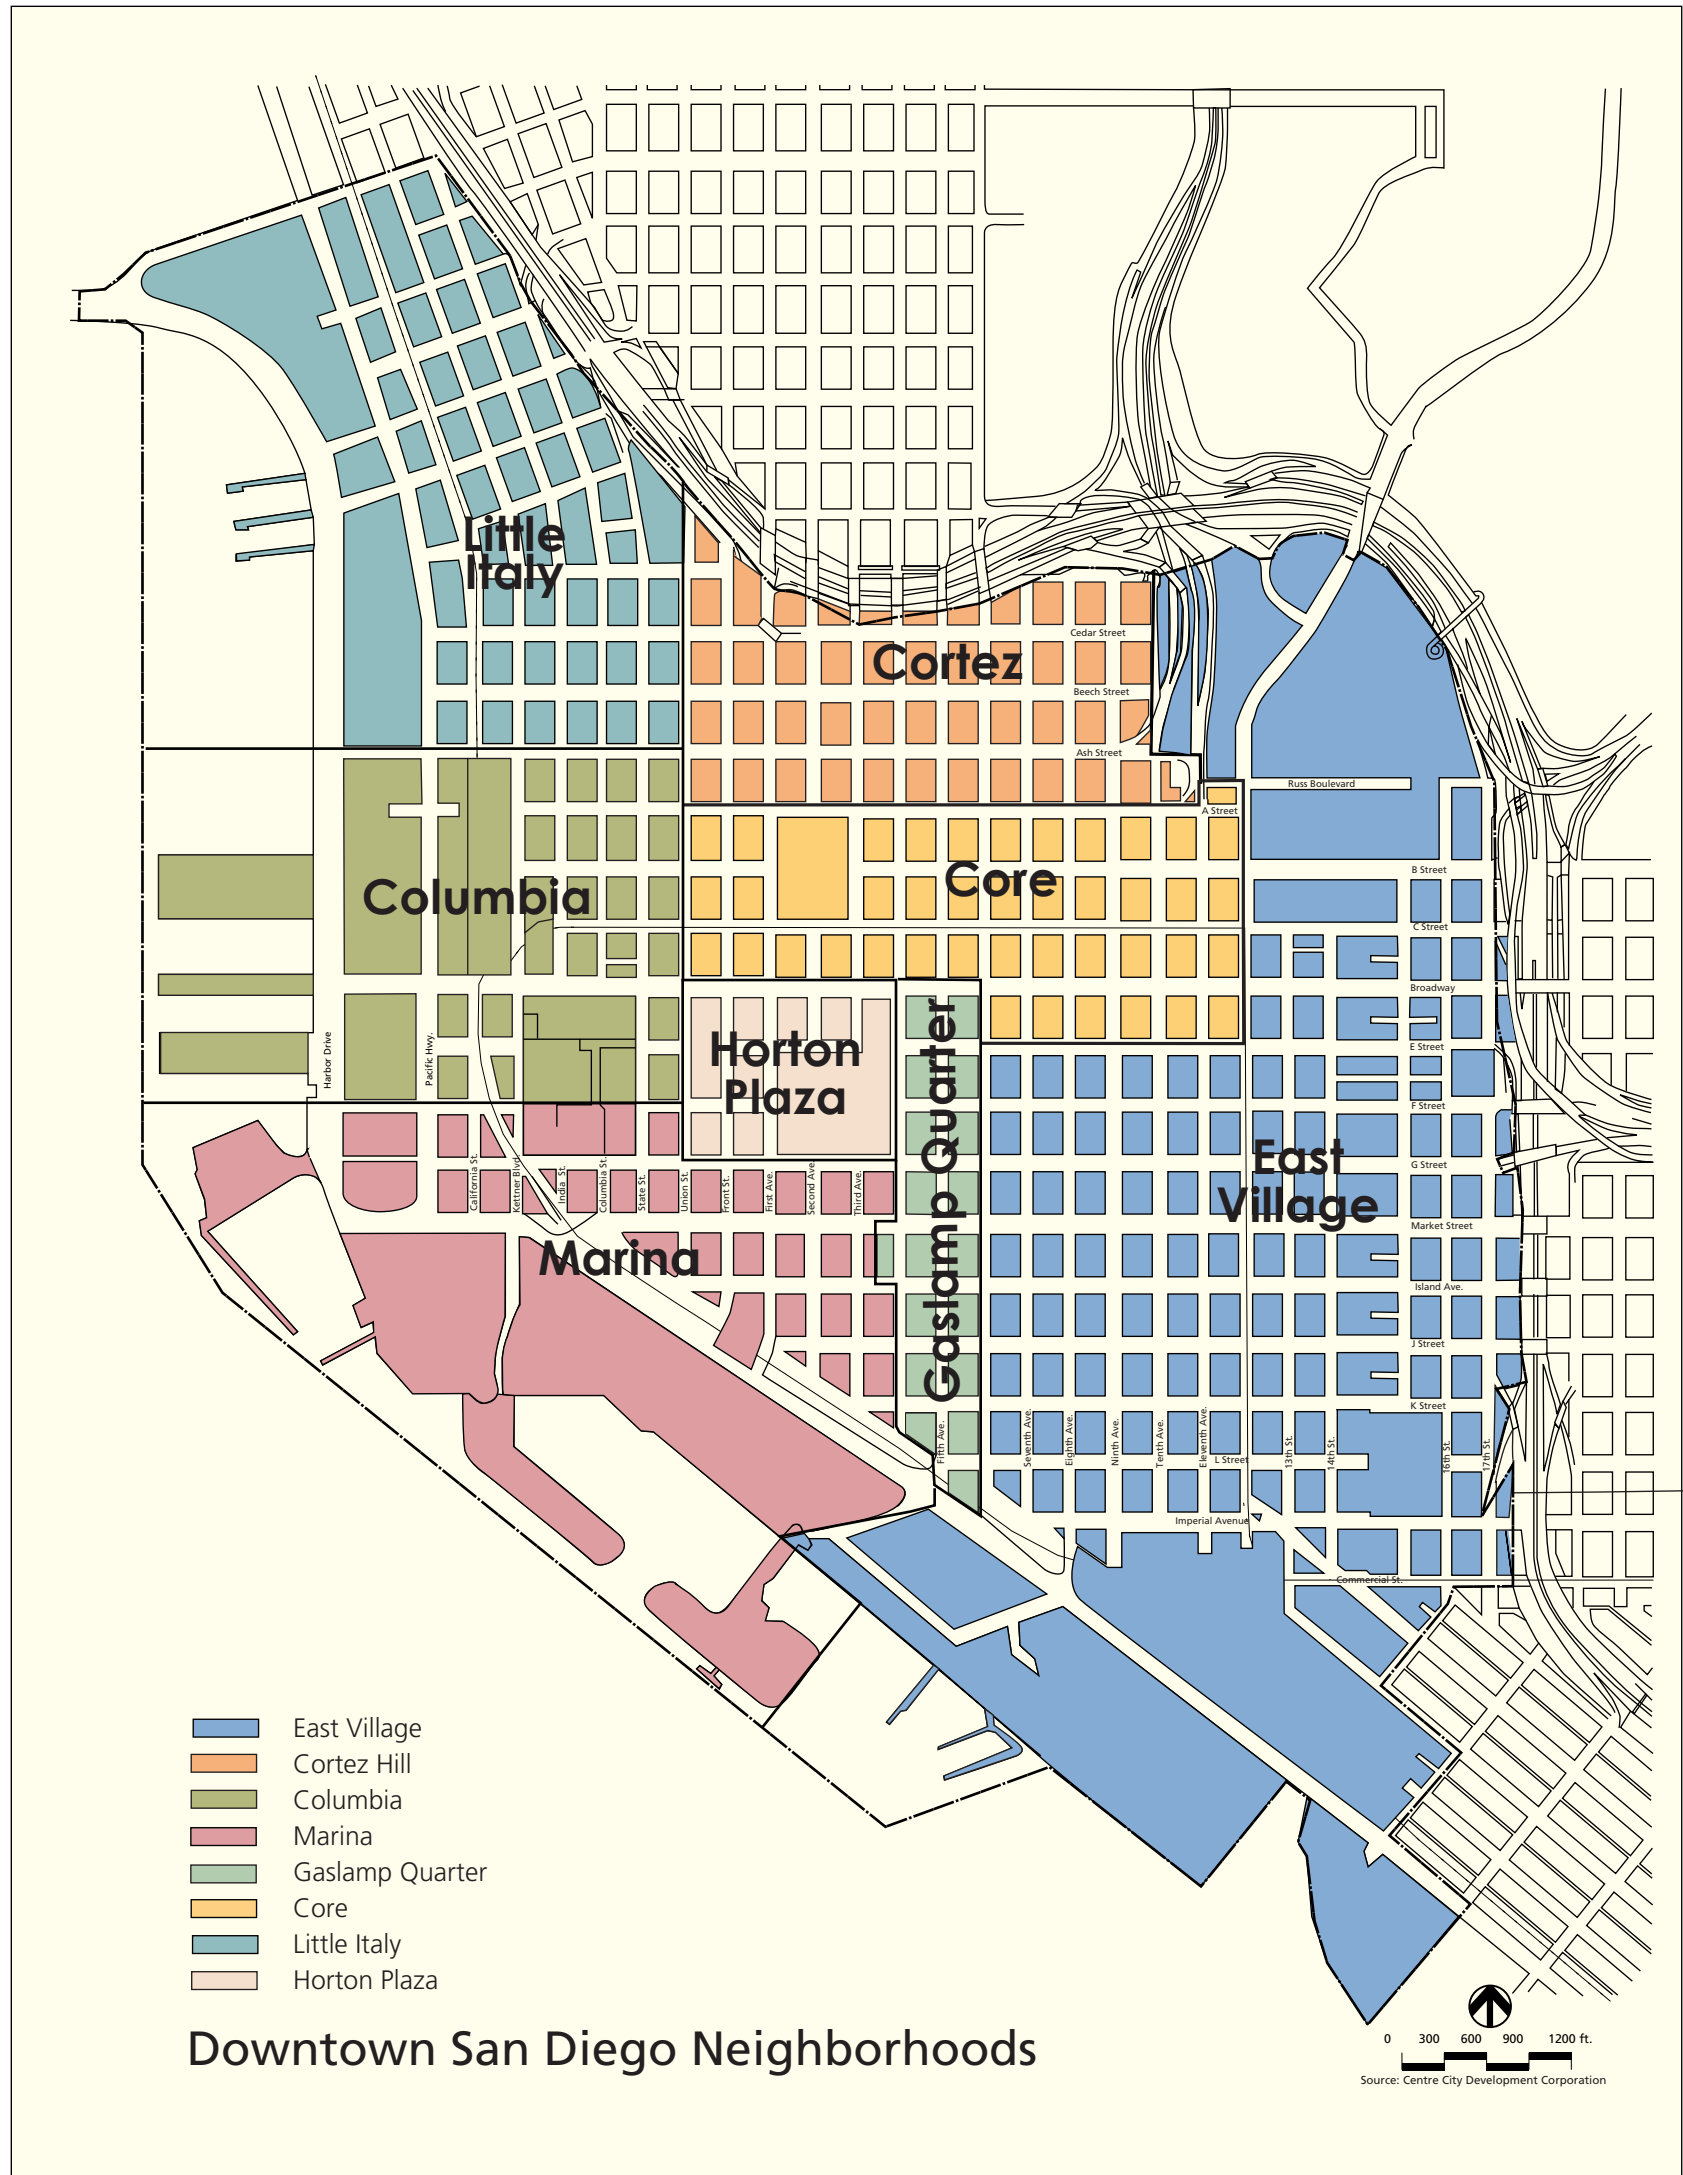 Little
Italy
Cedar Street
Cortez
Beech Street
Ash Street
Russ Boulevard
A Street
B Street
Core
Columbia
C Street
Broadway
Harbor Drive
Pacific Hwy.
Horton
Plaza
Gaslamp Quarter
E Street
F Street
East
Village
G Street
California St.
Kettner Blvd.
India St.
Columbia St.
State St.
Union St.
Front St.
First Ave.
Second Ave.
Third Ave.
Market Street
Marina
Island Ave.
J Street
K Street
Fifth Ave.
Seventh Ave.
Eighth Ave.
Ninth Ave.
Tenth Ave.
Eleventh Ave.
L Street
13th St.
14th St.
16th St.
17th St.
Imperial Avenue
Commercial St.
East Village
Cortez Hill
Columbia
Marina
Gaslamp Quarter
Core
Little Italy
Horton Plaza
Downtown San Diego Neighborhoods
0 300 600 900 1200 ft.
Source: Centre City Development Corporation